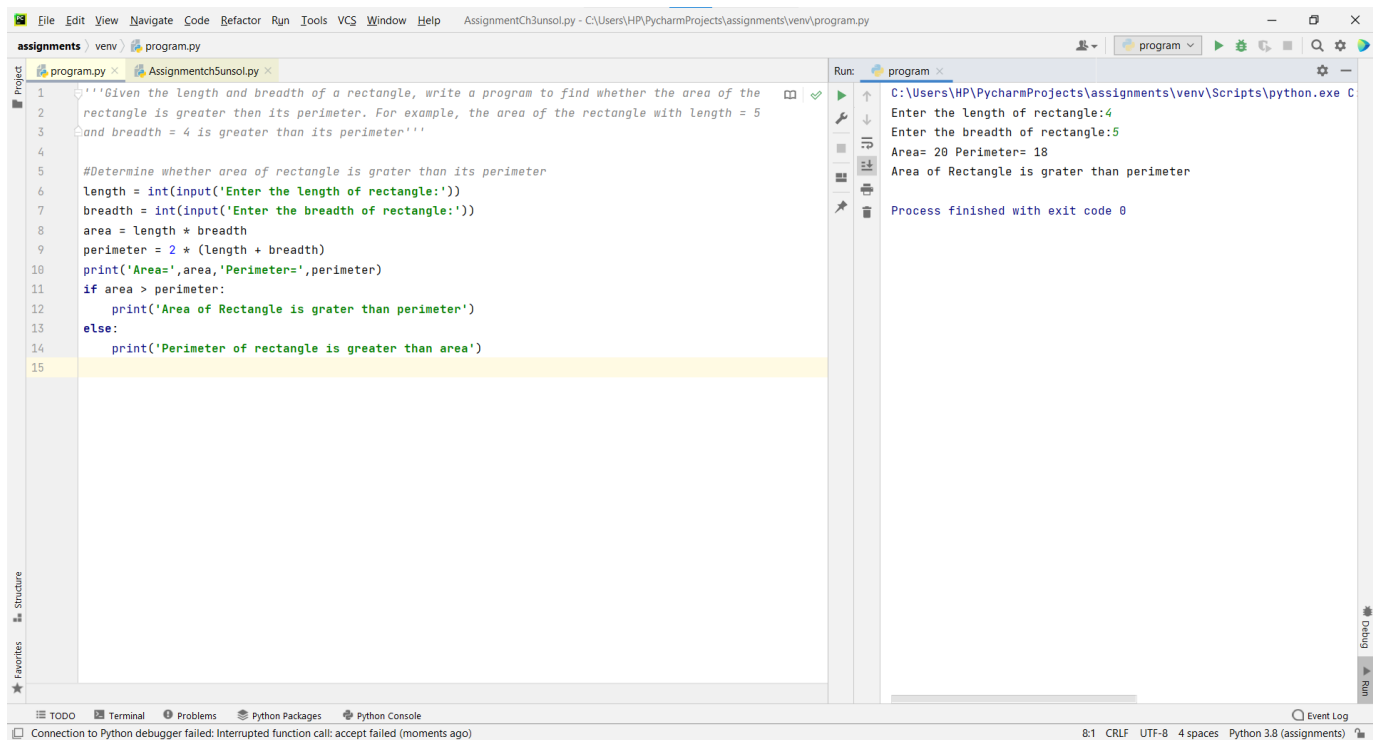 File Edit View Navigate Code Refactor Run Tools VCS Window Help AssignmentCh3unsol.py - C:\Users\HP\PycharmProjects\assignments\venv\program.py
assignments venv program.py
program
Project
program.py
Assignmentch5unsol.py
1 '''Given the length and breadth of a rectangle, write a program to find whether the area of the
2 rectangle is greater then its perimeter. For example, the area of the rectangle with length = 5
3 and breadth = 4 is greater than its perimeter'''
4
5 #Determine whether area of rectangle is grater than its perimeter
6 length = int(input('Enter the length of rectangle:'))
7 breadth = int(input('Enter the breadth of rectangle:'))
8 area = length * breadth
9 perimeter = 2 * (length + breadth)
10 print('Area=',area,'Perimeter=',perimeter)
11 if area > perimeter:
12     print('Area of Rectangle is grater than perimeter')
13 else:
14     print('Perimeter of rectangle is greater than area')
15
Run: program
C:\Users\HP\PycharmProjects\assignments\venv\Scripts\python.exe C
Enter the length of rectangle:4
Enter the breadth of rectangle:5
Area= 20 Perimeter= 18
Area of Rectangle is grater than perimeter
Process finished with exit code 0
Structure
Favorites
Debug
Run
TODO Terminal Problems Python Packages Python Console Event Log
Connection to Python debugger failed: Interrupted function call: accept failed (moments ago) 8:1 CRLF UTF-8 4 spaces Python 3.8 (assignments)